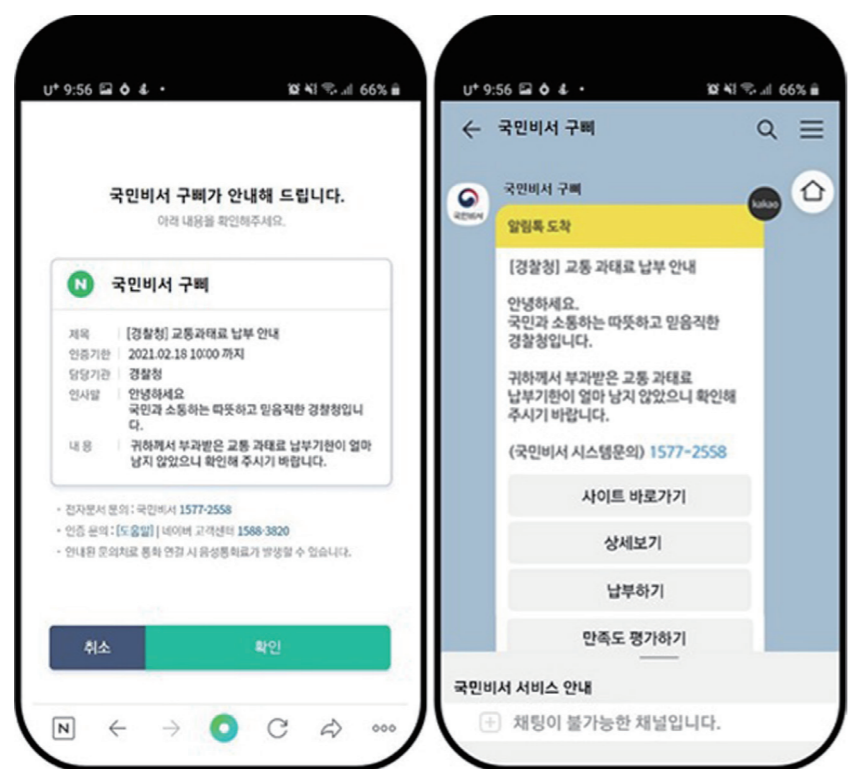 U+ 9:56
66%
국민비서 구삐가 안내해 드립니다.
아래 내용을 확인해주세요.
N 국민비서 구삐
제목 [경찰청] 교통과태료 납부 안내
인증기한 2021.02.18 10:00 까지
담당기관 경찰청
인사말 안녕하세요
국민과 소통하는 따뜻하고 믿음직한 경찰청입니
다.
내 용 귀하께서 부과받은 교통 과태료 납부기한이 얼마
남지 않았으니 확인해 주시기 바랍니다.
• 전자문서 문의 : 국민비서 1577-2558
• 인증 문의 : [도움말] | 네이버 고객센터 1588-3820
• 안내된 문의처로 통화 연결 시 음성통화료가 발생할 수 있습니다.
취소
확인
N
U+ 9:56
66%
국민비서 구삐
국민비서
국민비서 구삐
kakao
알림톡 도착
[경찰청] 교통 과태료 납부 안내
안녕하세요.
국민과 소통하는 따뜻하고 믿음직한
경찰청입니다.
귀하께서 부과받은 교통 과태료
납부기한이 얼마 남지 않았으니 확인해
주시기 바랍니다.
(국민비서 시스템문의) 1577-2558
사이트 바로가기
상세보기
납부하기
만족도 평가하기
국민비서 서비스 안내
채팅이 불가능한 채널입니다.